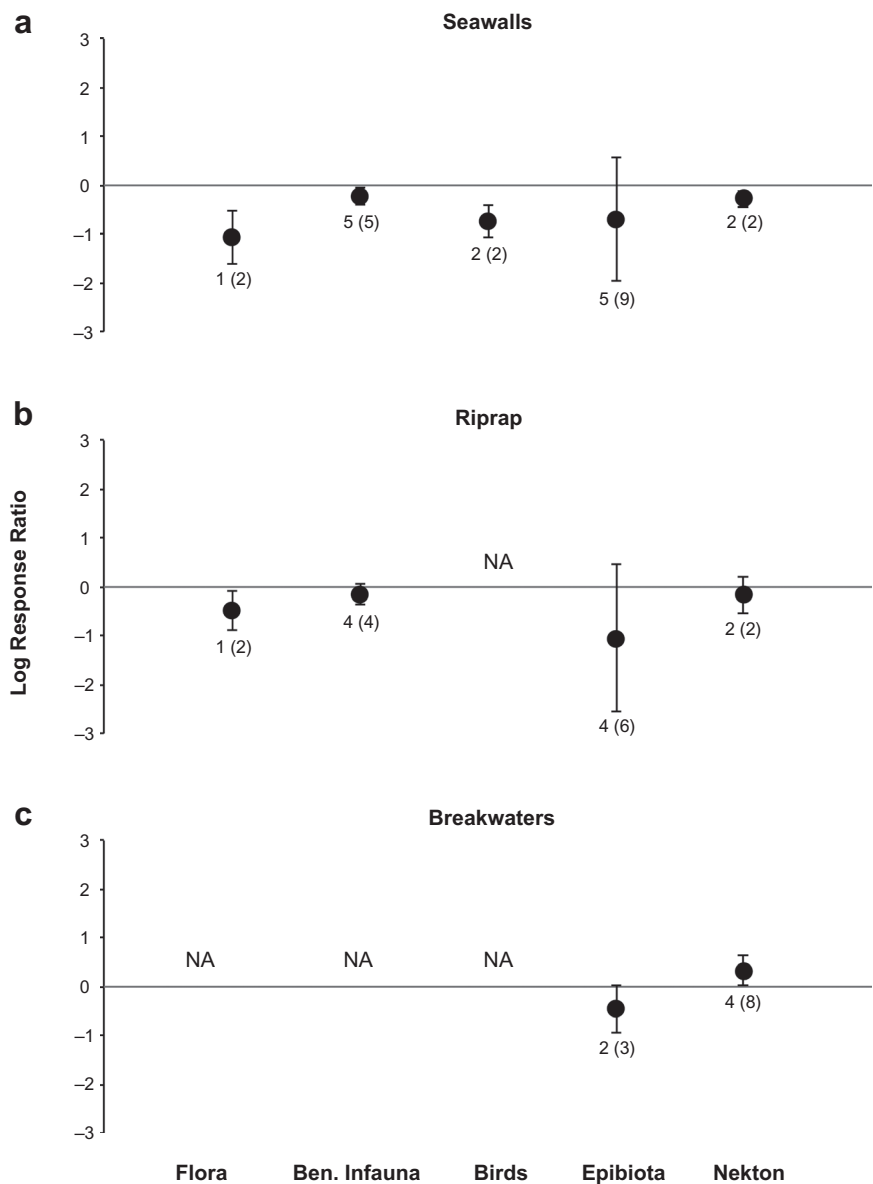 a
Seawalls
3
2
1
0
–1
–2
–3
1 (2)
5 (5)
2 (2)
5 (9)
2 (2)
b
Riprap
3
2
1
0
–1
–2
–3
NA
1 (2)
4 (4)
4 (6)
2 (2)
Log Response Ratio
c
Breakwaters
3
2
1
0
–1
–2
–3
NA
NA
NA
2 (3)
4 (8)
Flora
Ben. Infauna
Birds
Epibiota
Nekton